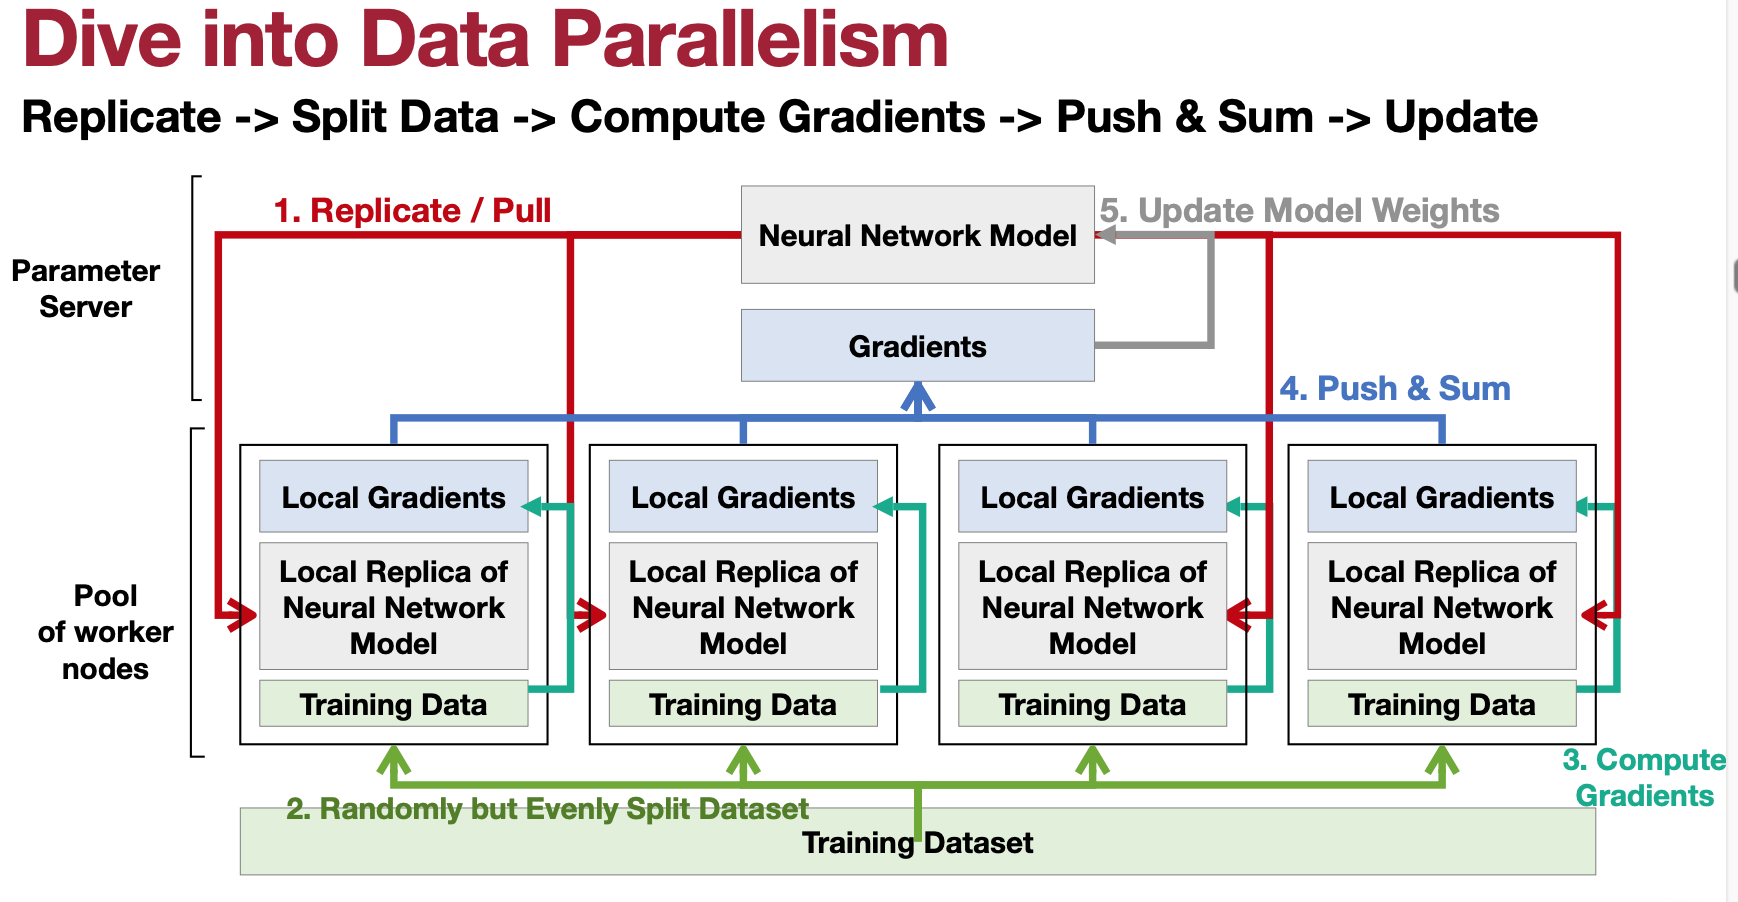 Dive into Data Parallelism
Replicate -> Split Data -> Compute Gradients -> Push & Sum -> Update
1. Replicate / Pull
Neural Network Model
5. Update Model Weights
Parameter
Server
Gradients
4. Push & Sum
Local Gradients
Local Replica of
Neural Network
Model
Training Data
Local Gradients
Local Replica of
Neural Network
Model
Training Data
Local Gradients
Local Replica of
Neural Network
Model
Training Data
Local Gradients
Local Replica of
Neural Network
Model
Training Data
Pool
of worker
nodes
3. Compute
Gradients
2. Randomly but Evenly Split Dataset
Training Dataset